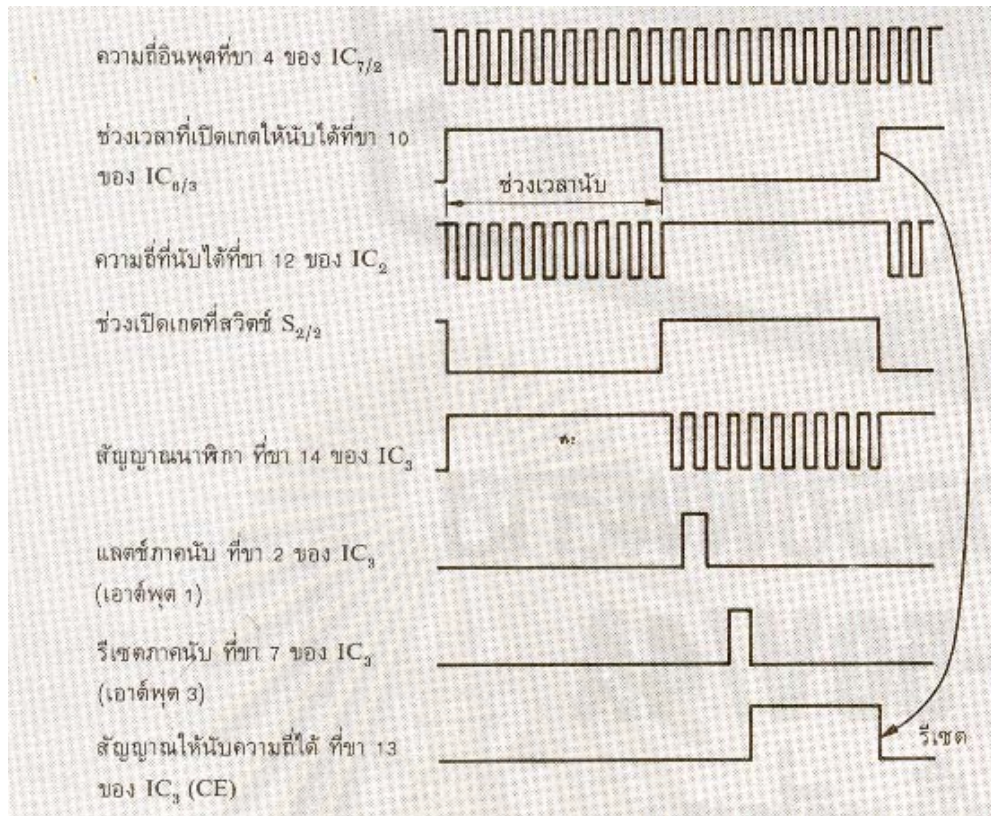 ความถี่อินพุตที่ขา 4 ของ IC7/2
ช่วงเวลาที่เปิดเกตให้นับได้ที่ขา 10
ของ IC6/3
ช่วงเวลานับ
ความถี่ที่นับได้ที่ขา 12 ของ IC2
ช่วงเปิดเกตที่สวิตช์ S2/2
สัญญาณนาฬิกา ที่ขา 14 ของ IC3
แลตช์ภาคนับ ที่ขา 2 ของ IC3
(เอาต์พุต 1)
รีเซตภาคนับ ที่ขา 7 ของ IC3
(เอาต์พุต 3)
สัญญาณให้นับความถี่ได้ ที่ขา 13
ของ IC3 (CE)
รีเซต